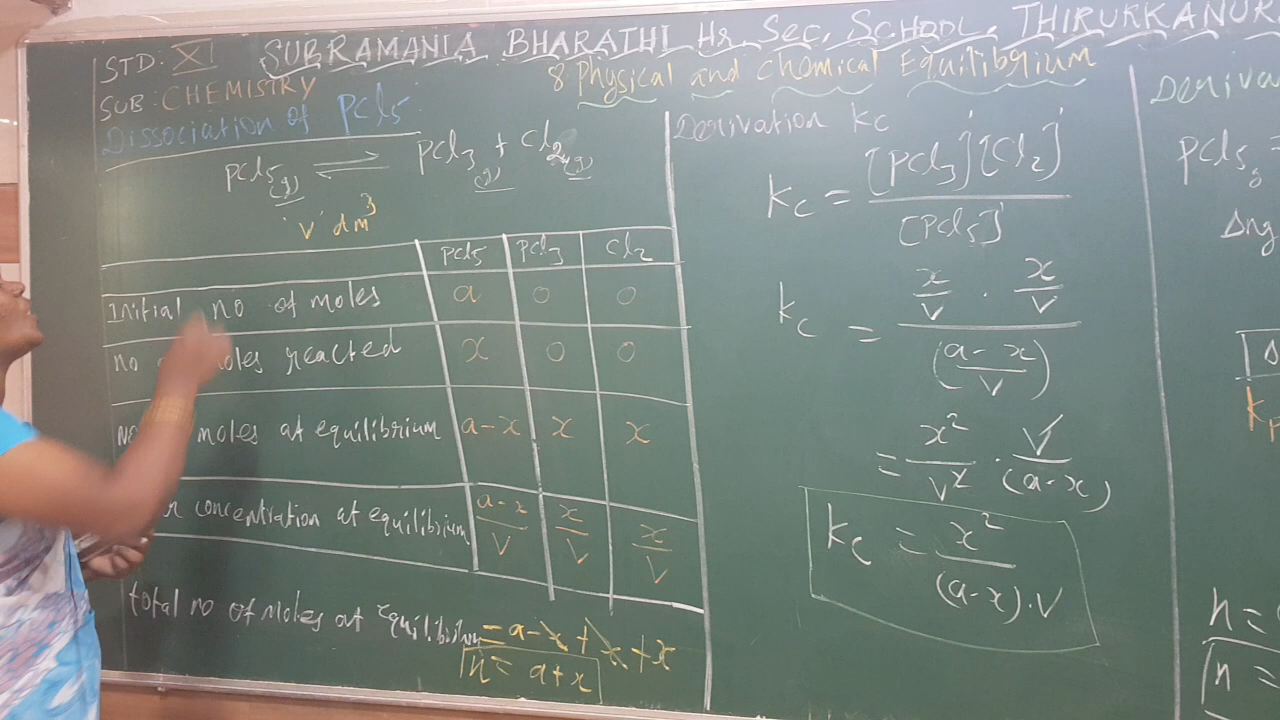 STD: XI SUBRAMANIA BHARATHI Hr. Sec. SCHOOL, THIRUKKANUR
SUB: CHEMISTRY 8 Physical and Chemical Equilibrium
Dissociation of PCl5
PCl5(g) ⇌ PCl3(g) + Cl2(g)
'V' dm³
PCl5 PCl3 Cl2
Initial no of moles a 0 0
No moles reacted x 0 0
moles at equilibrium a-x x x
concentration at equilibrium a-x/V x/V x/V
total no of Moles at equilibrium = a-x+x+x
n = a+x
Derivation Kc
Kc = [PCl3][Cl2] / [PCl5]
Kc = x/V . x/V / (a-x/V)
= x²/V² . V/(a-x)
Kc = x² / (a-x).V
PCl5
Δng
Kp
n =
n =